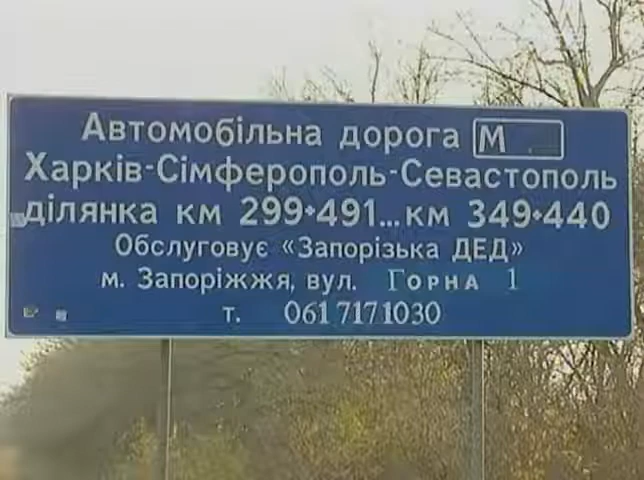 Автомобільна дорога М
Харків-Сімферополь-Севастополь
ділянка км 299+491...км 349+440
Обслуговує «Запорізька ДЕД»
м. Запоріжжя, вул. Горна 1
т. 061 717 1030